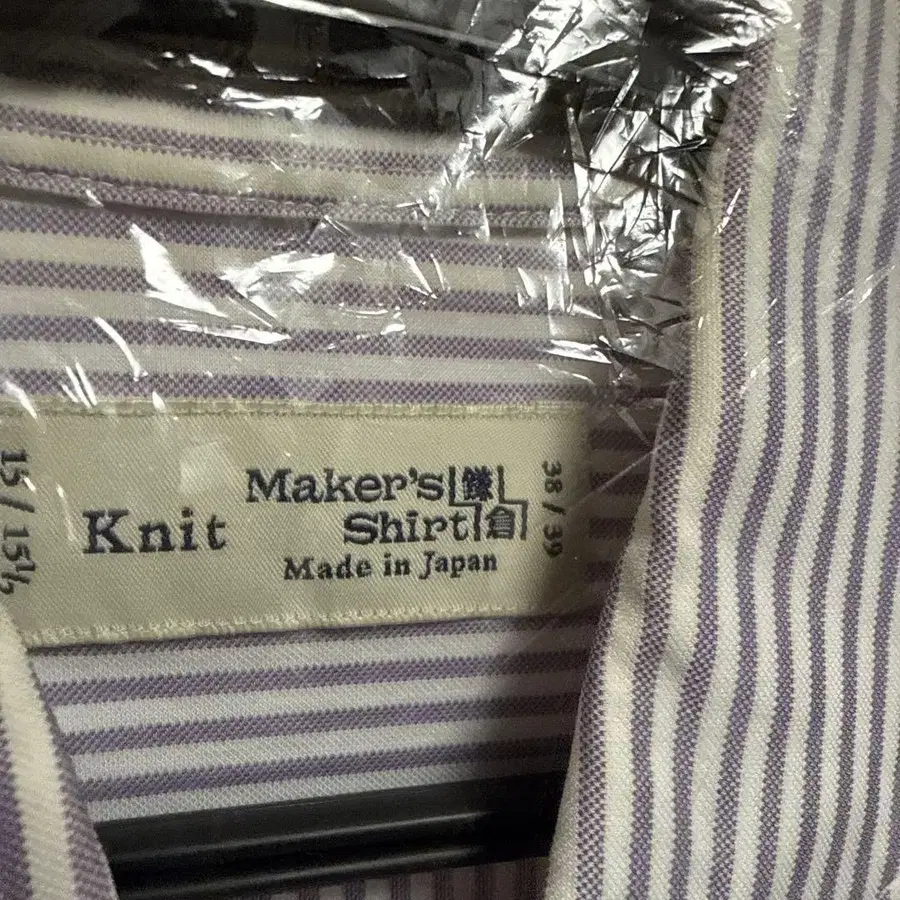 15 / 15½
Knit
Maker's 鎌
Shirt 倉
Made in Japan
38 / 39